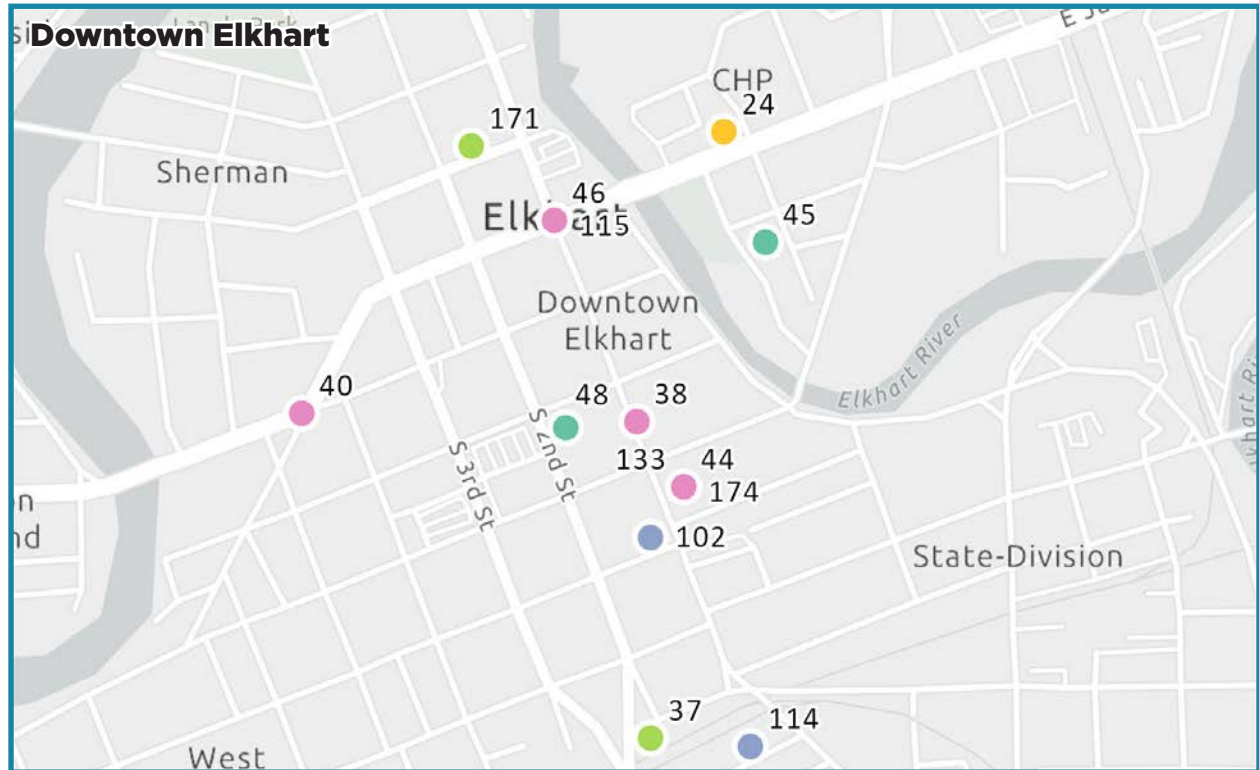 Downtown Elkhart
CHP
24
171
Sherman
46
Elkhart
115
45
Downtown
Elkhart
40
48
38
Elkhart River
S 2nd St
S 3rd St
133
44
174
102
State-Division
37
114
West